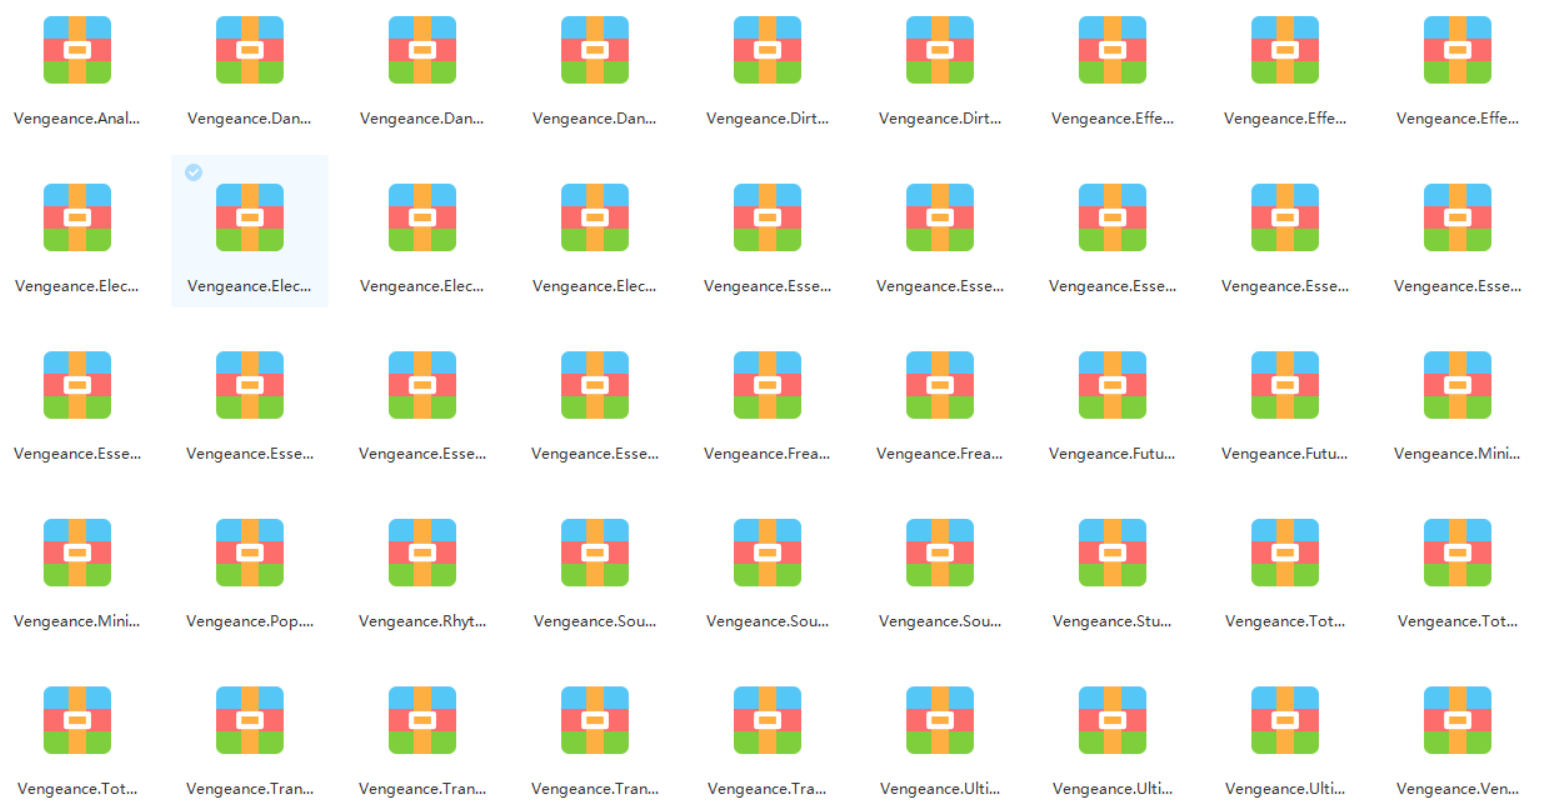 Vengeance.Anal... Vengeance.Dan... Vengeance.Dan... Vengeance.Dan... Vengeance.Dirt... Vengeance.Dirt... Vengeance.Effe... Vengeance.Effe... Vengeance.Effe...
Vengeance.Elec... Vengeance.Elec... Vengeance.Elec... Vengeance.Elec... Vengeance.Esse... Vengeance.Esse... Vengeance.Esse... Vengeance.Esse... Vengeance.Esse...
Vengeance.Esse... Vengeance.Esse... Vengeance.Esse... Vengeance.Esse... Vengeance.Frea... Vengeance.Frea... Vengeance.Futu... Vengeance.Futu... Vengeance.Mini...
Vengeance.Mini... Vengeance.Pop.... Vengeance.Rhyt... Vengeance.Sou... Vengeance.Sou... Vengeance.Sou... Vengeance.Stu... Vengeance.Tot... Vengeance.Tot...
Vengeance.Tot... Vengeance.Tran... Vengeance.Tran... Vengeance.Tran... Vengeance.Tra... Vengeance.Ulti... Vengeance.Ulti... Vengeance.Ulti... Vengeance.Ven...